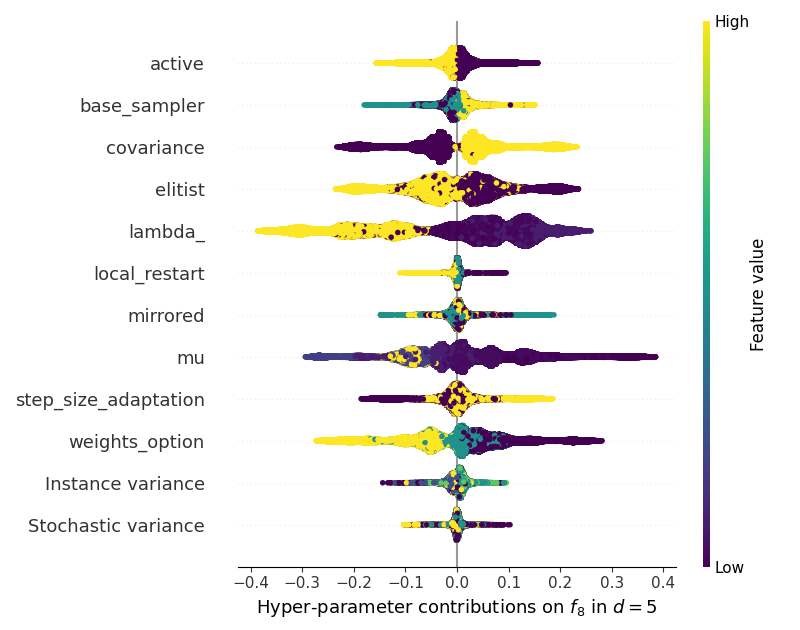 High
active
base_sampler
covariance
elitist
lambda_
local_restart
mirrored
mu
step_size_adaptation
weights_option
Instance variance
Stochastic variance
Feature value
Low
−0.4 −0.3 −0.2 −0.1 0.0 0.1 0.2 0.3 0.4
Hyper-parameter contributions on f₈ in d = 5